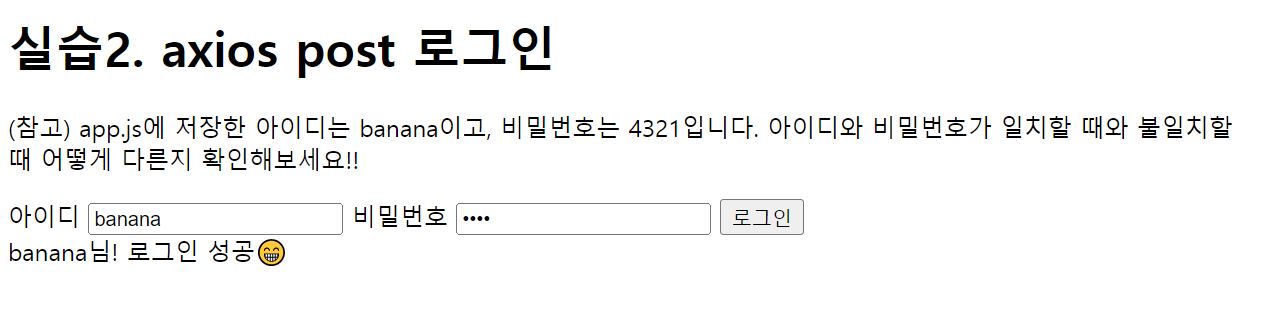 실습2. axios post 로그인
(참고) app.js에 저장한 아이디는 banana이고, 비밀번호는 4321입니다. 아이디와 비밀번호가 일치할 때와 불일치할
때 어떻게 다른지 확인해보세요!!
아이디 banana 비밀번호 •••• 로그인
banana님! 로그인 성공😁